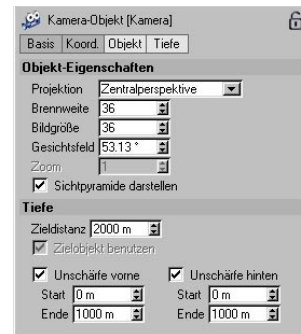 Kamera-Objekt [Kamera]
Basis Koord. Objekt Tiefe
Objekt-Eigenschaften
Projektion Zentralperspektive
Brennweite 36
Bildgröße 36
Gesichtsfeld 53.13 °
Zoom 1
Sichtpyramide darstellen
Tiefe
Zieldistanz 2000 m
Zielobjekt benutzen
Unschärfe vorne Unschärfe hinten
Start 0 m Start 0 m
Ende 1000 m Ende 1000 m